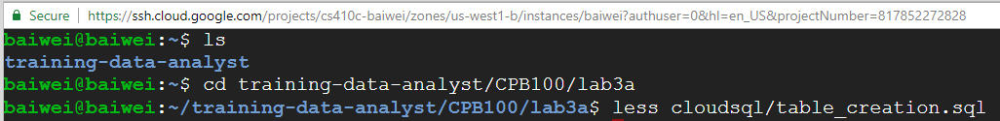 Secure https://ssh.cloud.google.com/projects/cs410c-baiwei/zones/us-west1-b/instances/baiwei?authuser=0&hl=en_US&projectNumber=817852272828
baiwei@baiwei:~$ ls
training-data-analyst
baiwei@baiwei:~$ cd training-data-analyst/CPB100/lab3a
baiwei@baiwei:~/training-data-analyst/CPB100/lab3a$ less cloudsql/table_creation.sql